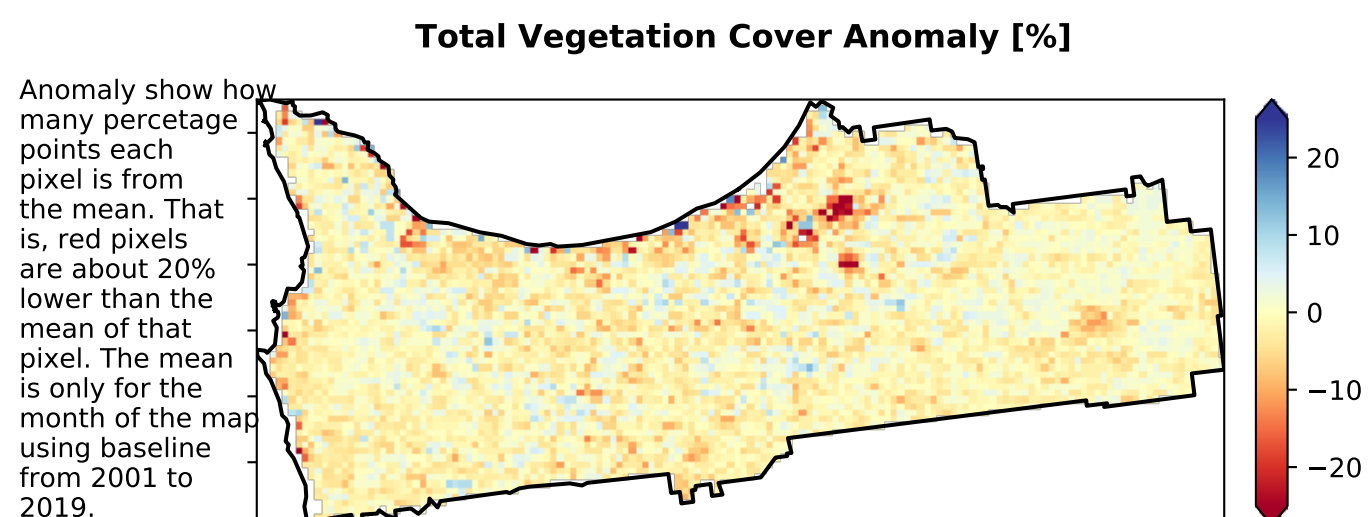 Total Vegetation Cover Anomaly [%]
Anomaly show how
many percetage
points each
pixel is from
the mean. That
is, red pixels
are about 20%
lower than the
mean of that
pixel. The mean
is only for the
month of the map
using baseline
from 2001 to
2019.
20
10
0
−10
−20